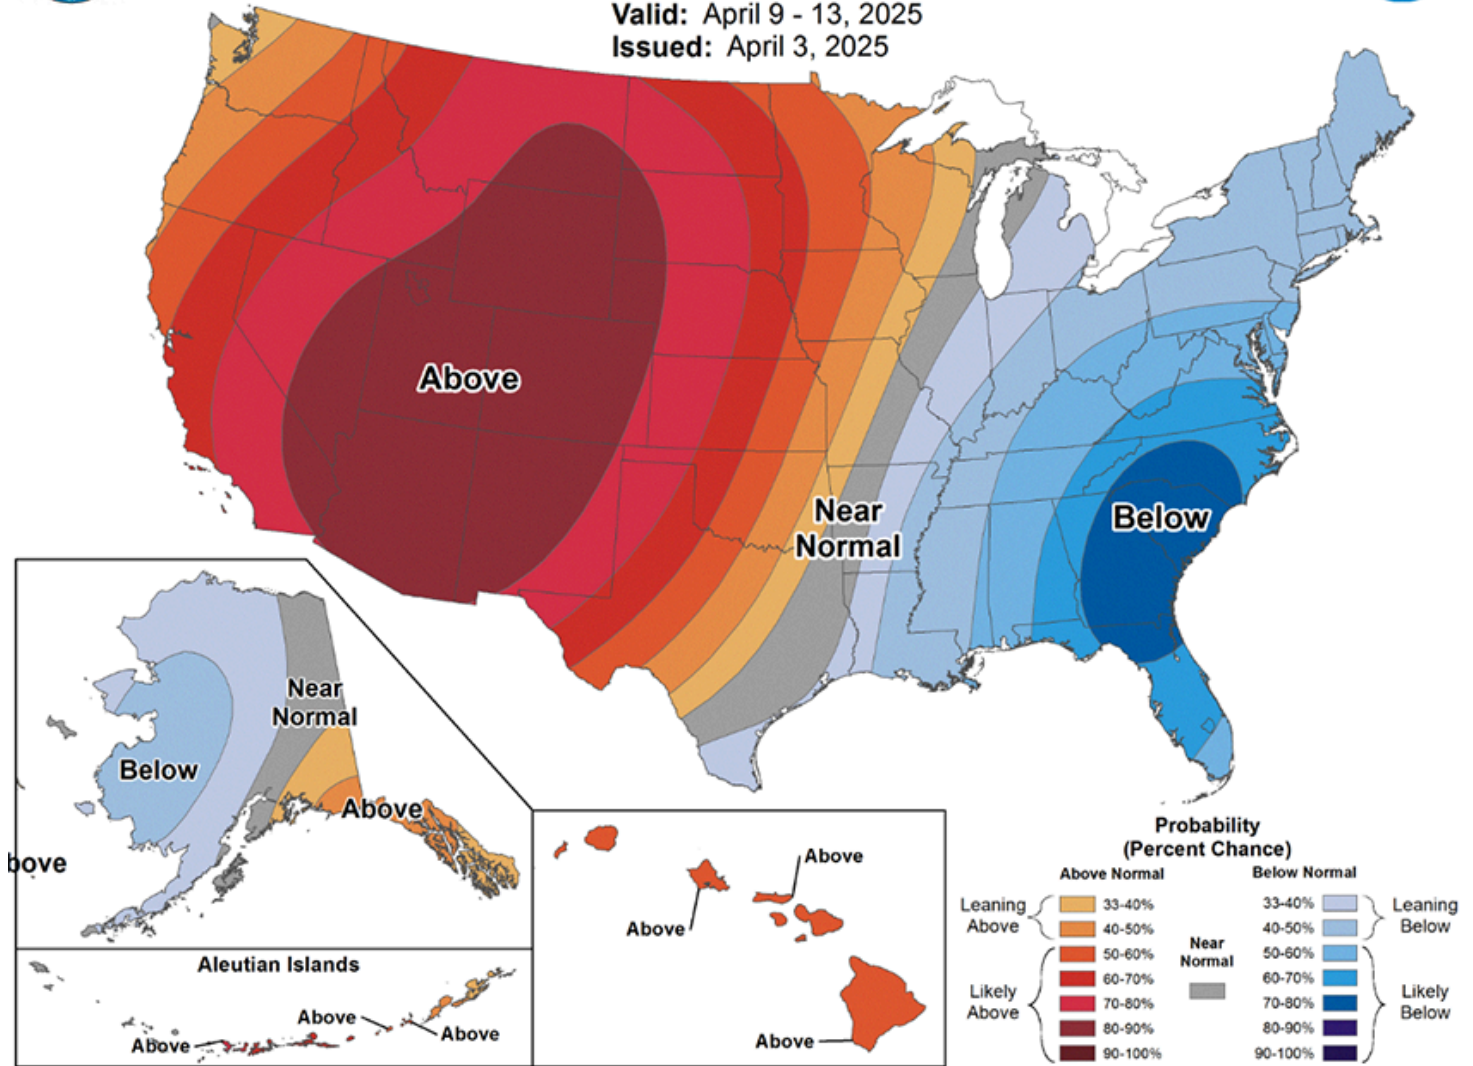 Valid: April 9 - 13, 2025
Issued: April 3, 2025
Above
Near
Normal
Below
Near
Normal
Below
Above
bove
Aleutian Islands
Above
Above
Above
Above
Above
Above
Probability
(Percent Chance)
Above Normal
Below Normal
Leaning
Above
33-40%
40-50%
Likely
Above
50-60%
60-70%
70-80%
80-90%
90-100%
Near
Normal
33-40%
40-50%
Leaning
Below
50-60%
60-70%
70-80%
80-90%
90-100%
Likely
Below